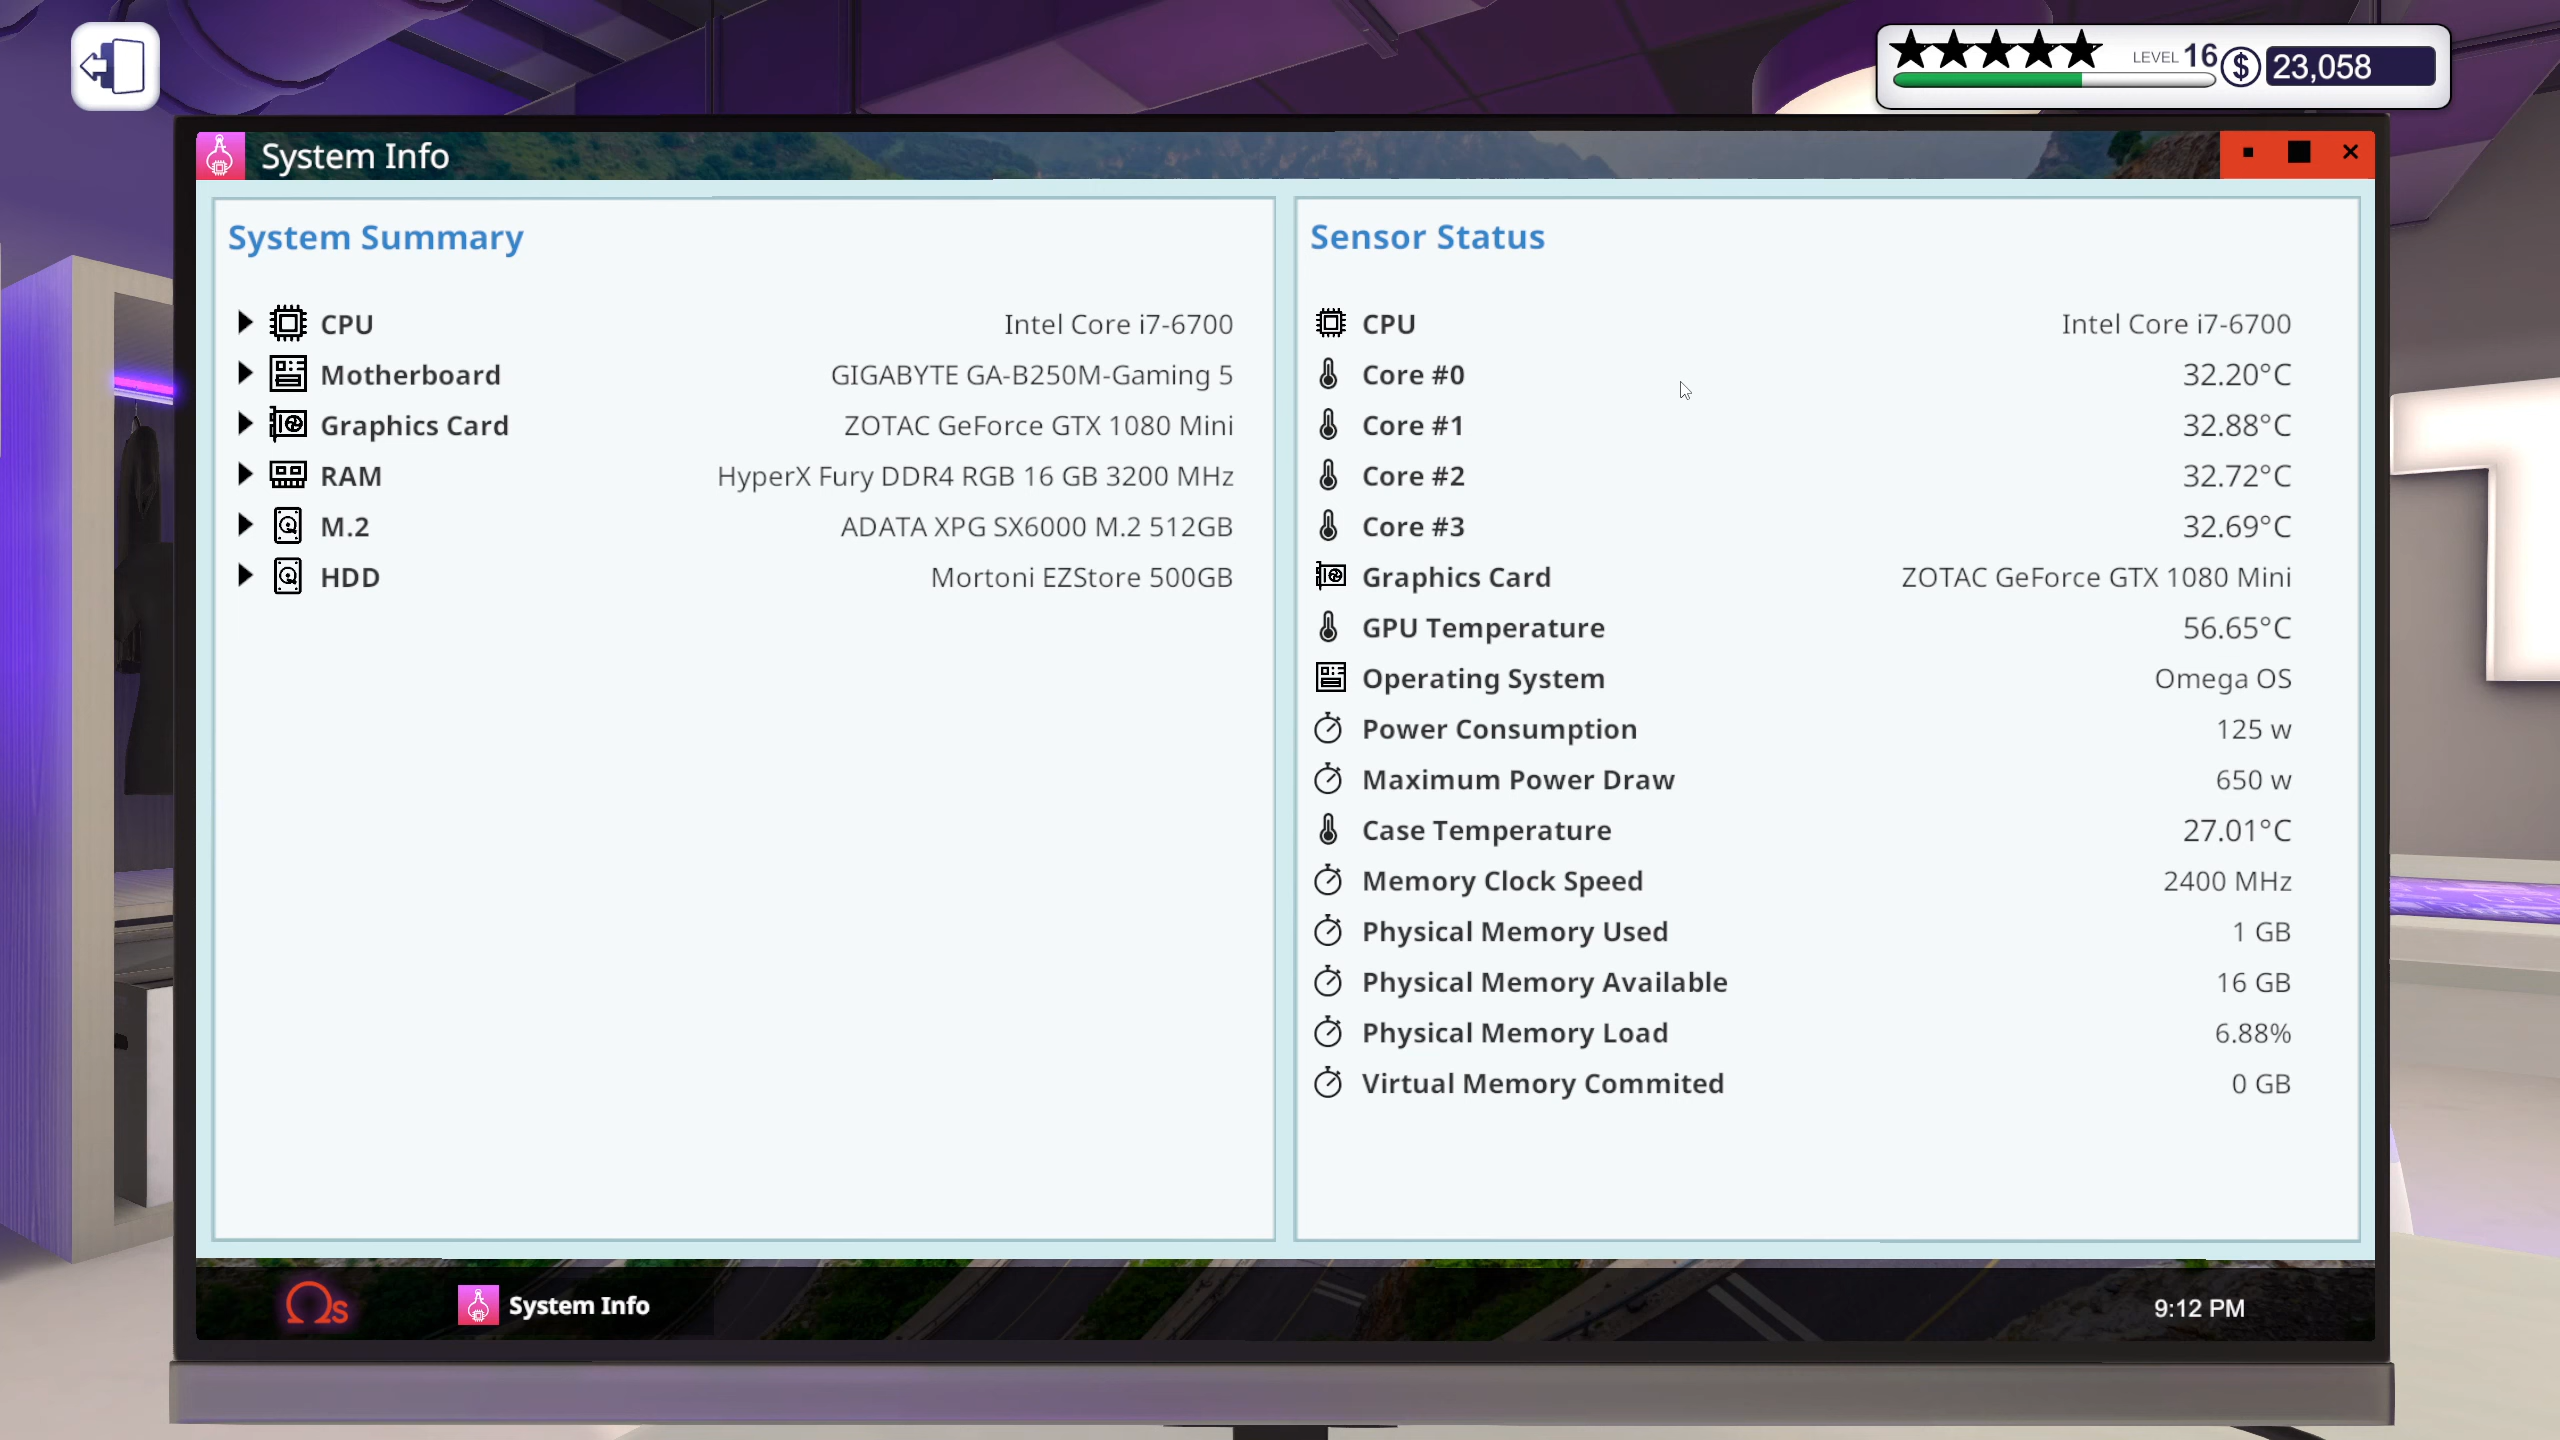 LEVEL 16 $ 23,058
System Info
System Summary
CPU Intel Core i7-6700
Motherboard GIGABYTE GA-B250M-Gaming 5
Graphics Card ZOTAC GeForce GTX 1080 Mini
RAM HyperX Fury DDR4 RGB 16 GB 3200 MHz
M.2 ADATA XPG SX6000 M.2 512GB
HDD Mortoni EZStore 500GB
Sensor Status
CPU Intel Core i7-6700
Core #0 32.20°C
Core #1 32.88°C
Core #2 32.72°C
Core #3 32.69°C
Graphics Card ZOTAC GeForce GTX 1080 Mini
GPU Temperature 56.65°C
Operating System Omega OS
Power Consumption 125 w
Maximum Power Draw 650 w
Case Temperature 27.01°C
Memory Clock Speed 2400 MHz
Physical Memory Used 1 GB
Physical Memory Available 16 GB
Physical Memory Load 6.88%
Virtual Memory Commited 0 GB
Ωs System Info 9:12 PM